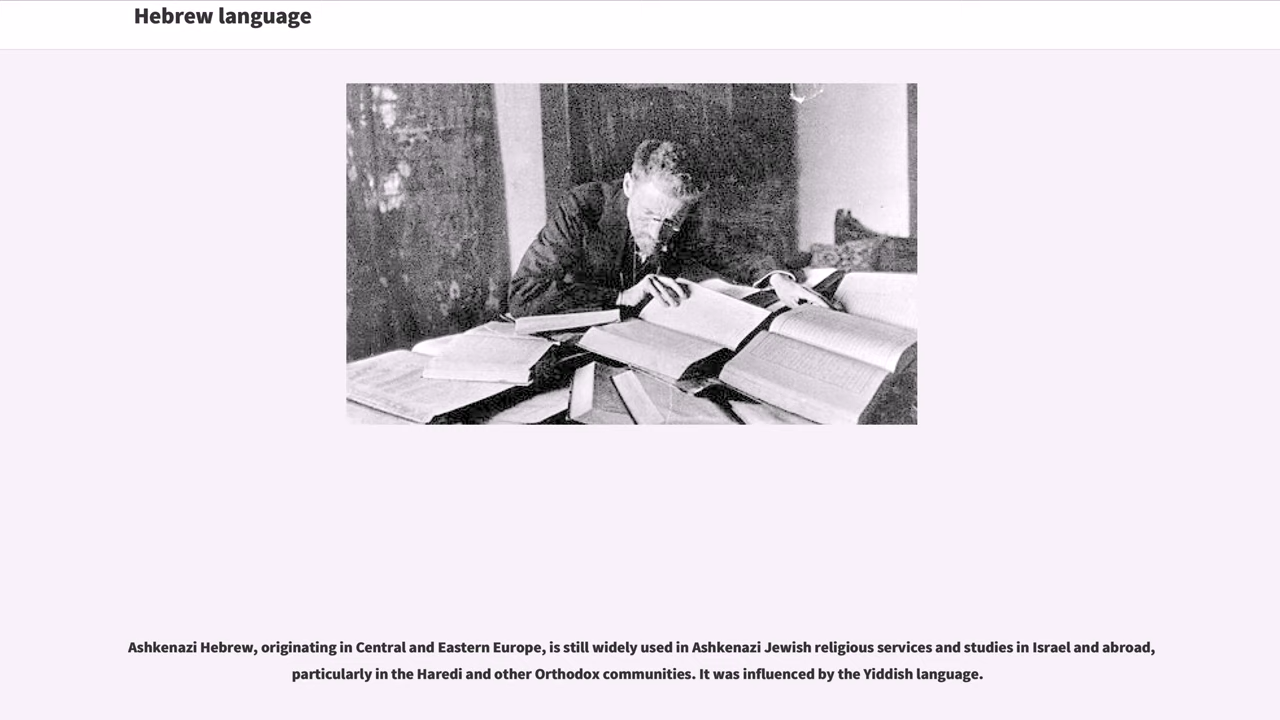 Hebrew language
Ashkenazi Hebrew, originating in Central and Eastern Europe, is still widely used in Ashkenazi Jewish religious services and studies in Israel and abroad,
particularly in the Haredi and other Orthodox communities. It was influenced by the Yiddish language.